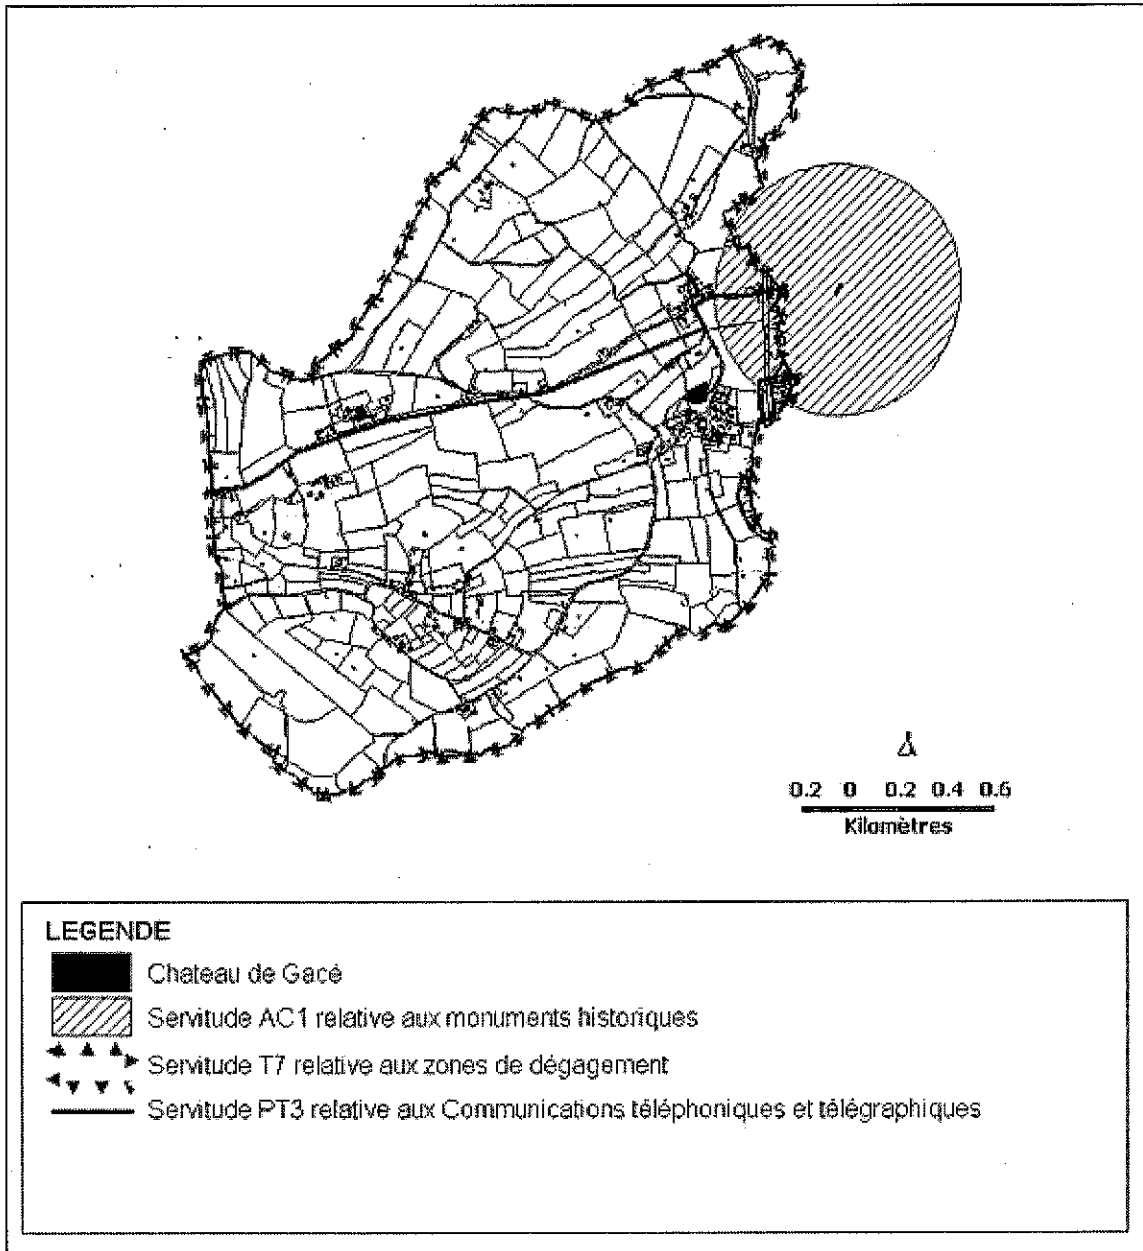 0.2 0 0.2 0.4 0.6
Kilomètres
LEGENDE
Chateau de Gacé
Servitude AC1 relative aux monuments historiques
Servitude T7 relative aux zones de dégagement
Servitude PT3 relative aux Communications téléphoniques et télégraphiques